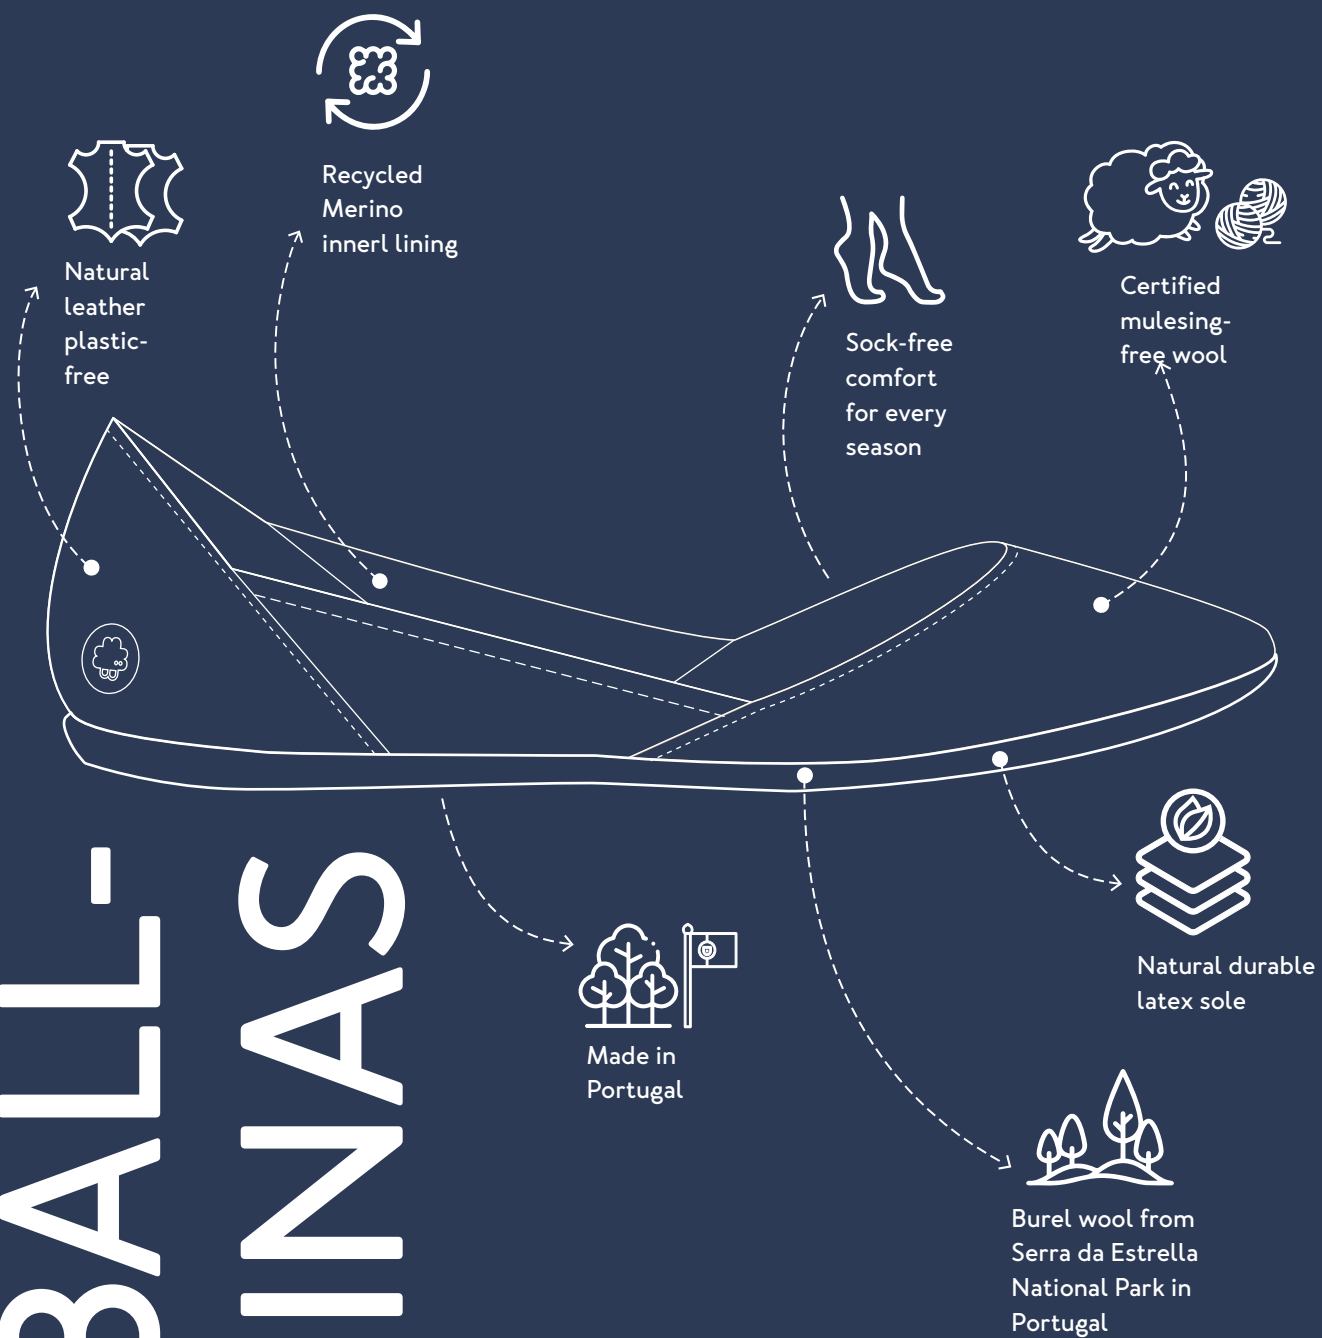 Recycled
Merino
innerl lining
Natural
leather
plastic-
free
Sock-free
comfort
for every
season
Certified
mulesing-
free wool
Natural durable
latex sole
Made in
Portugal
Burel wool from
Serra da Estrella
National Park in
Portugal
BALL-
INAS